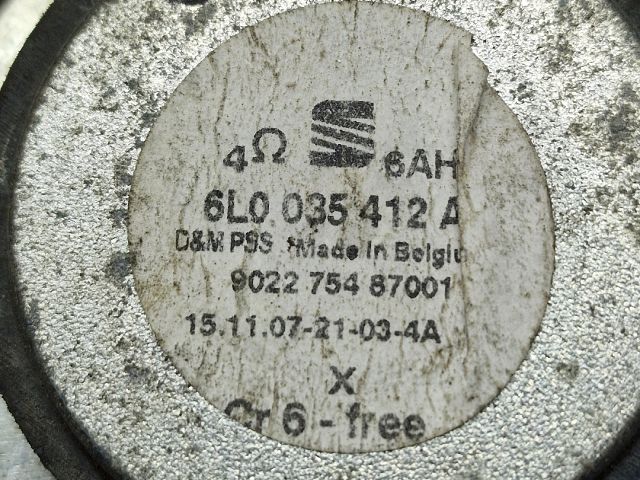 4Ω 6AH
6L0 035 412 A
D&M PSS Made in Belgiu
9022 754 87001
15.11.07-21-03-4A
X
Cr 6 - free